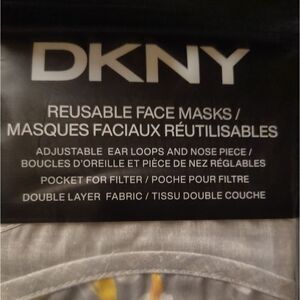 DKNY
REUSABLE FACE MASKS /
MASQUES FACIAUX RÉUTILISABLES
ADJUSTABLE EAR LOOPS AND NOSE PIECE /
BOUCLES D'OREILLE ET PIÈCE DE NEZ RÉGLABLES
POCKET FOR FILTER / POCHE POUR FILTRE
DOUBLE LAYER FABRIC / TISSU DOUBLE COUCHE